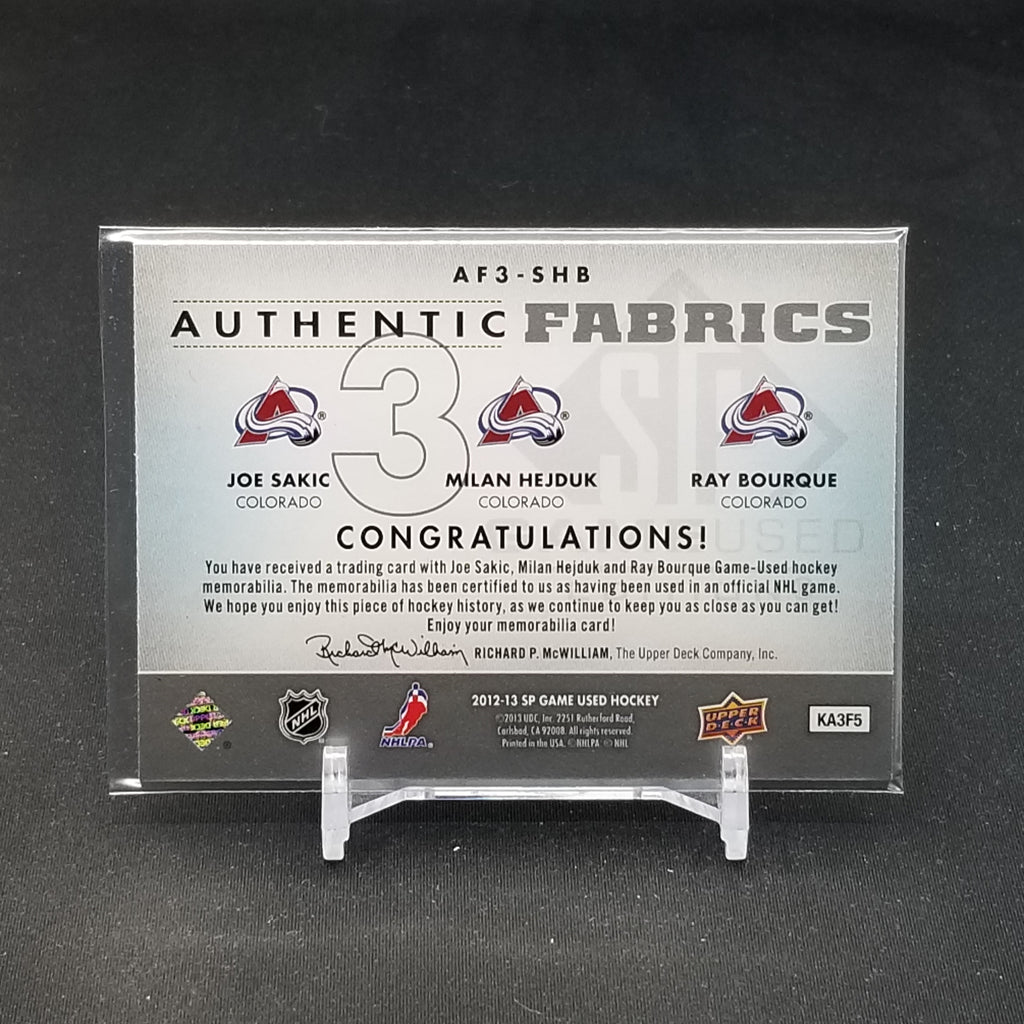 AF3-SHB
AUTHENTIC FABRICS
3
® ® ®
JOE SAKIC MILAN HEJDUK RAY BOURQUE
COLORADO COLORADO COLORADO
SP
USED
CONGRATULATIONS!
You have received a trading card with Joe Sakic, Milan Hejduk and Ray Bourque Game-Used hockey
memorabilia. The memorabilia has been certified to us as having been used in an official NHL game.
We hope you enjoy this piece of hockey history, as we continue to keep you as close as you can get!
Enjoy your memorabilia card!
Richard P. McWilliam RICHARD P. McWILLIAM, The Upper Deck Company, Inc.
NHL
NHLPA®
2012-13 SP GAME USED HOCKEY
©2013 UDC, Inc. 2251 Rutherford Road,
Carlsbad, CA 92008. All rights reserved.
Printed in the USA. ©NHLPA ©NHL
UPPER
DECK
KA3F5